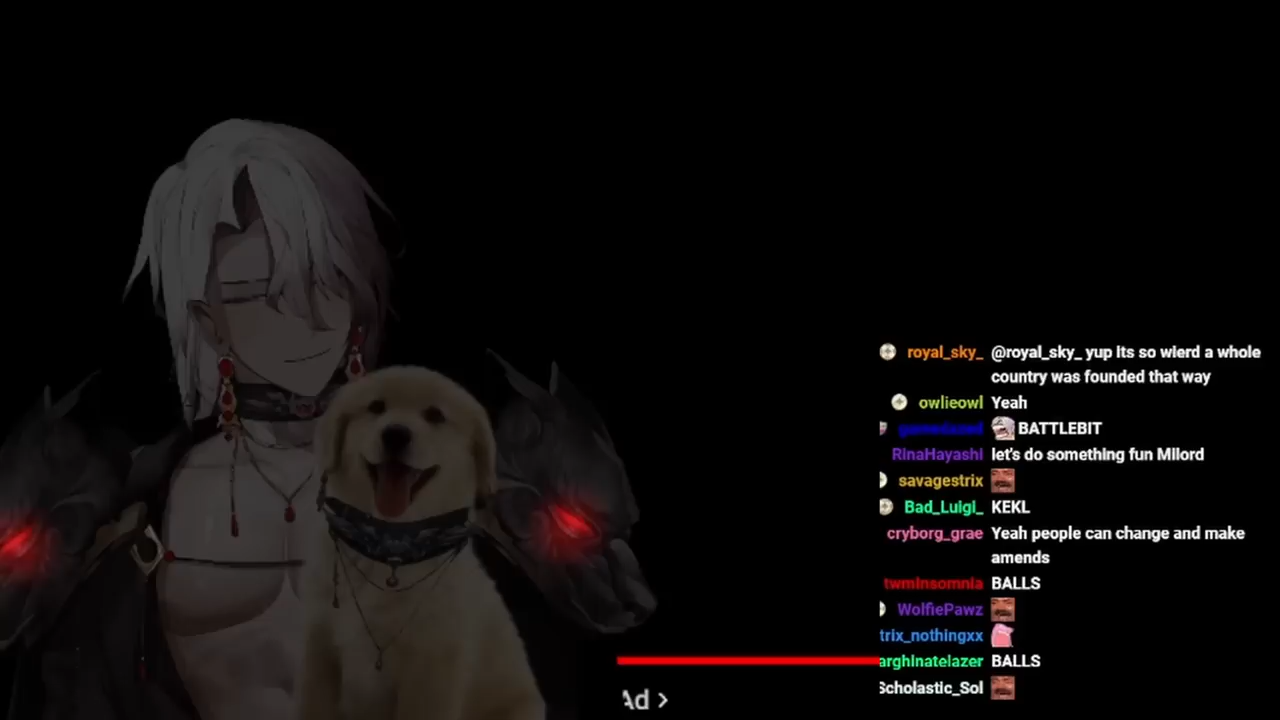 royal_sky_ @royal_sky_ yup its so wierd a whole
country was founded that way
owlieowl Yeah
BATTLEBIT
RinaHayashi let's do something fun Milord
savagestrix
Bad_Luigi_ KEKL
cryborg_grae Yeah people can change and make
amends
twmInsomnia BALLS
WolfiePawz
trix_nothingxx
arghinatelazer BALLS
Scholastic_Sol
Ad >